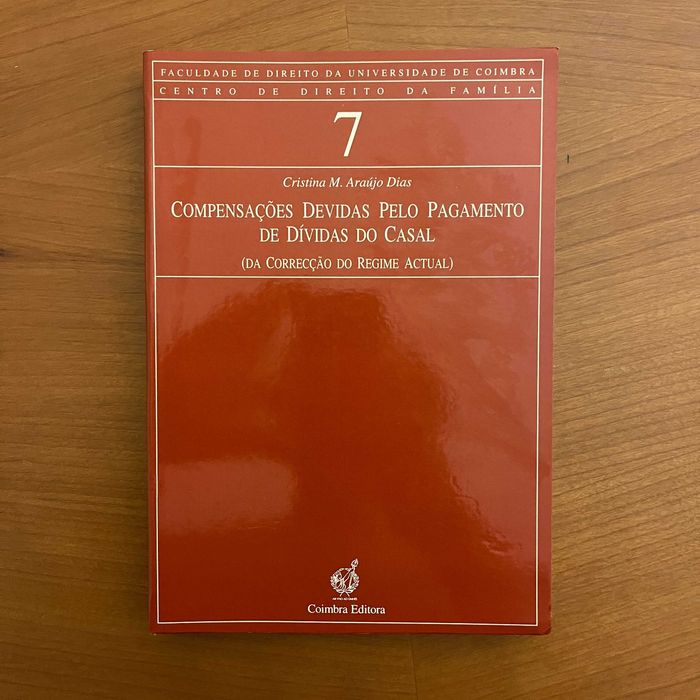 FACULDADE DE DIREITO DA UNIVERSIDADE DE COIMBRA
CENTRO DE DIREITO DA FAMÍLIA
7
Cristina M. Araújo Dias
COMPENSAÇÕES DEVIDAS PELO PAGAMENTO
DE DÍVIDAS DO CASAL
(DA CORRECÇÃO DO REGIME ACTUAL)
Coimbra Editora